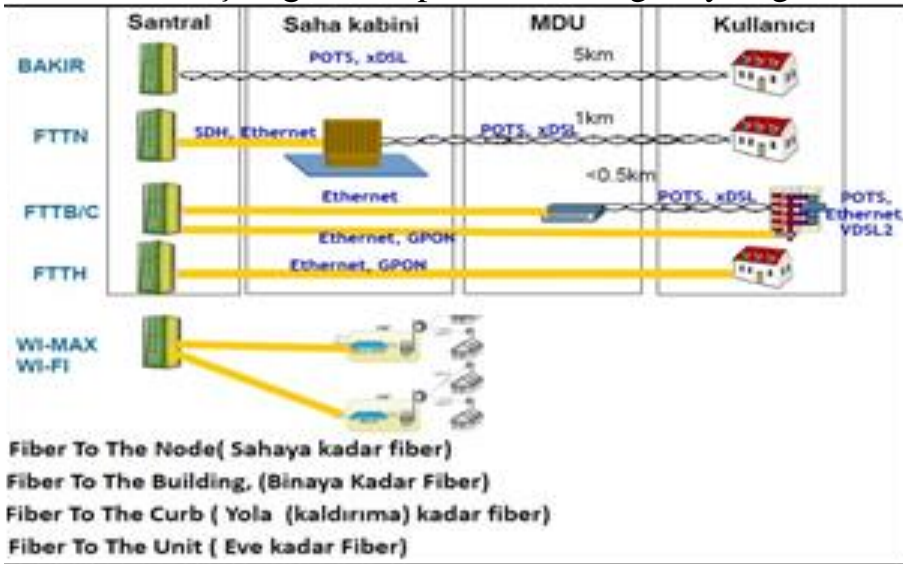 Santral Saha kabini MDU Kullanıcı
BAKIR POTS, xDSL 5km
FTTN SDH, Ethernet POTS, xDSL 1km
<0.5km
FTTB/C Ethernet POTS, xDSL POTS,
Ethernet,
VDSL2
Ethernet, GPON
FTTH Ethernet, GPON
WI-MAX
WI-FI
Fiber To The Node( Sahaya kadar fiber)
Fiber To The Building, (Binaya Kadar Fiber)
Fiber To The Curb ( Yola (kaldırıma) kadar fiber)
Fiber To The Unit ( Eve kadar Fiber)